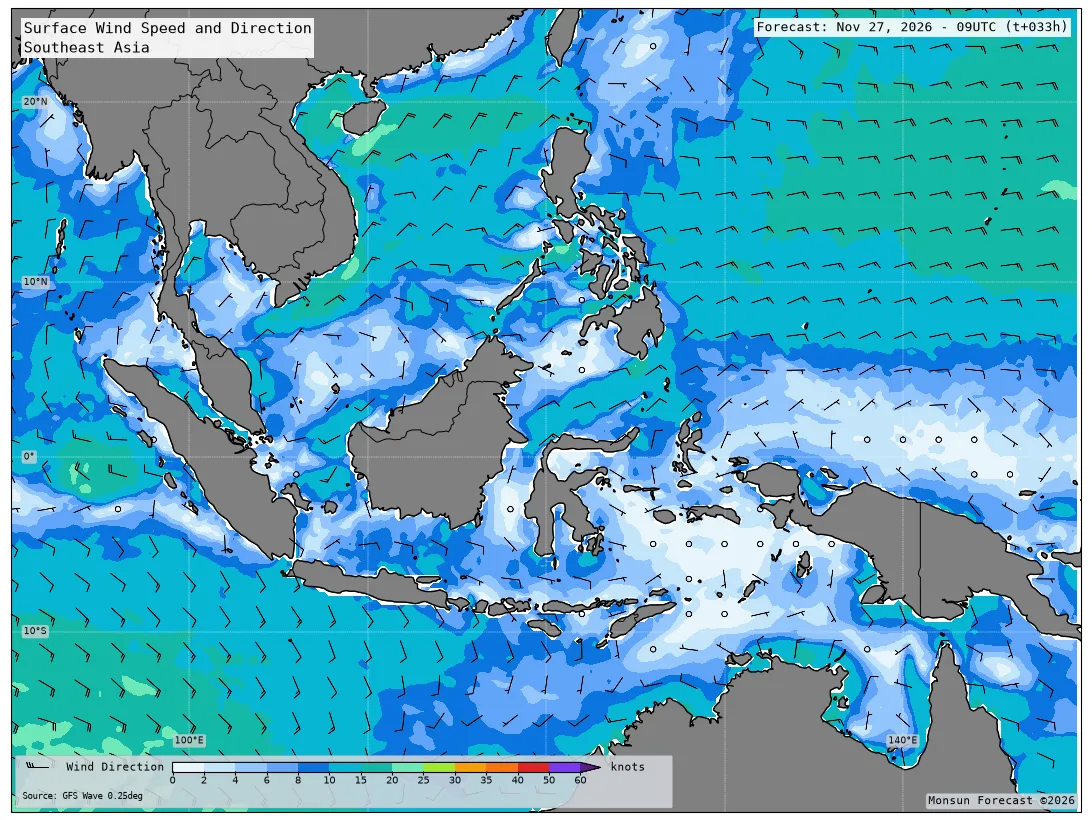 Surface Wind Speed and Direction
Southeast Asia
Forecast: Nov 27, 2026 - 09UTC (t+033h)
20°N
10°N
0°
10°S
100°E
140°E
Wind Direction
0 2 4 6 8 10 15 20 25 30 35 40 50 60
knots
Source: GFS Wave 0.25deg
Monsun Forecast ©2026